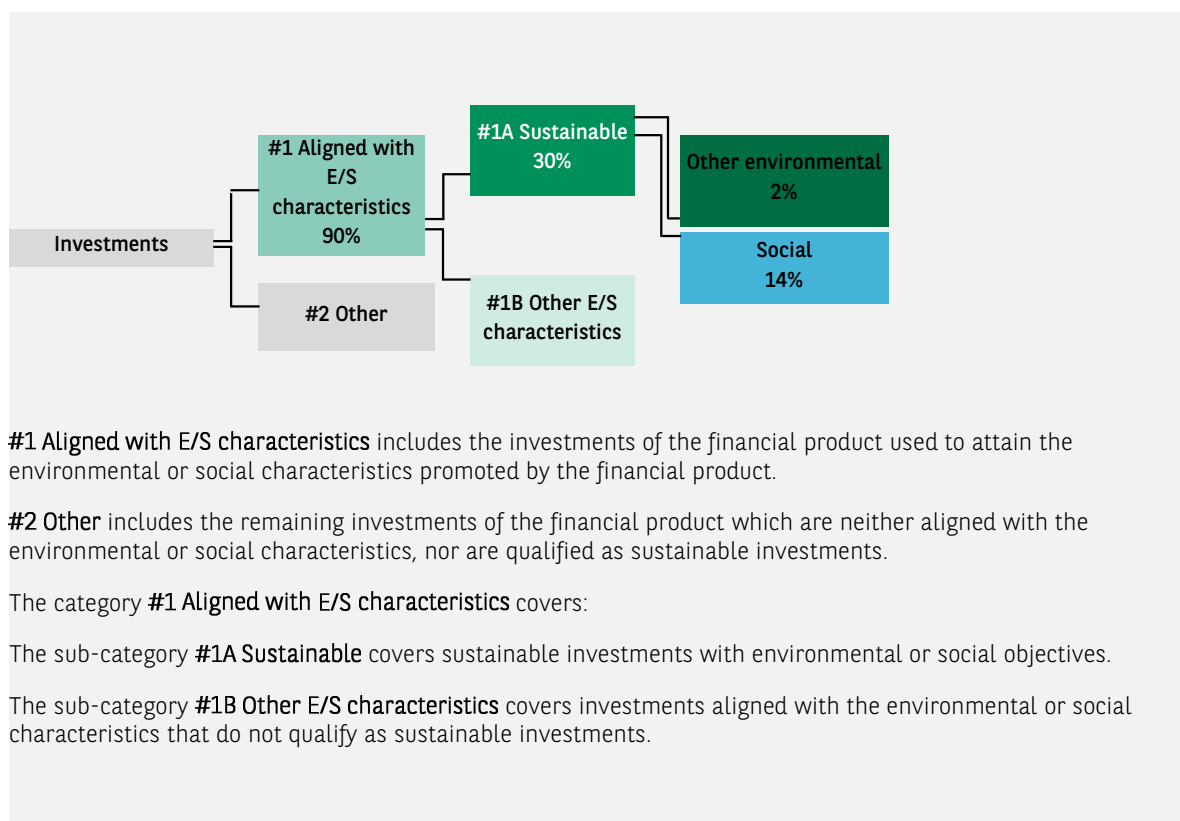 Investments
#1 Aligned with
E/S
characteristics
90%
#2 Other
#1A Sustainable
30%
#1B Other E/S
characteristics
Other environmental
2%
Social
14%
#1 Aligned with E/S characteristics includes the investments of the financial product used to attain the
environmental or social characteristics promoted by the financial product.
#2 Other includes the remaining investments of the financial product which are neither aligned with the
environmental or social characteristics, nor are qualified as sustainable investments.
The category #1 Aligned with E/S characteristics covers:
The sub-category #1A Sustainable covers sustainable investments with environmental or social objectives.
The sub-category #1B Other E/S characteristics covers investments aligned with the environmental or social
characteristics that do not qualify as sustainable investments.